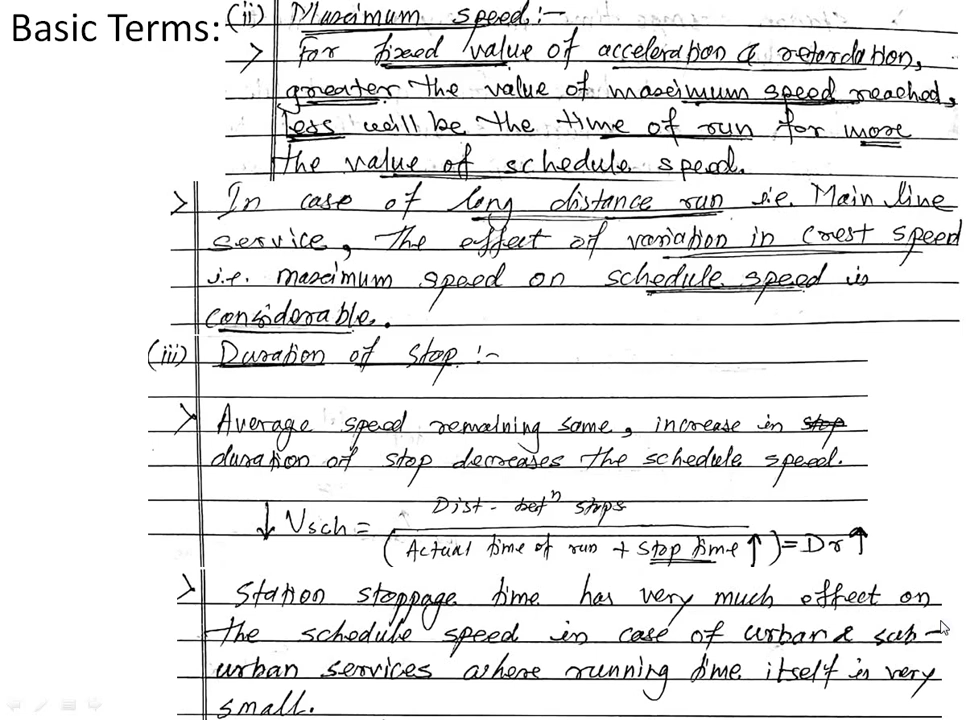 Basic Terms:
(ii) Maximum speed :-
> For fixed value of acceleration & retardation,
greater the value of maximum speed reached,
less will be the time of run for more
the value of schedule speed.
> In case of long distance run i.e. Main line
service, the effect of variation in Crest speed
i.e. maximum speed on schedule speed is
considerable.
(iii) Duration of stop :-
> Average speed remaining same, increase in stop
duration of stop decreases the schedule speed.
↓ Vsch = Dist. betn stops
(Actual time of run + Stop time ↑) = Dr ↑
> Station stoppage time has very much effect on
the schedule speed in case of urban & sub-
urban services where running time itself is very
small.